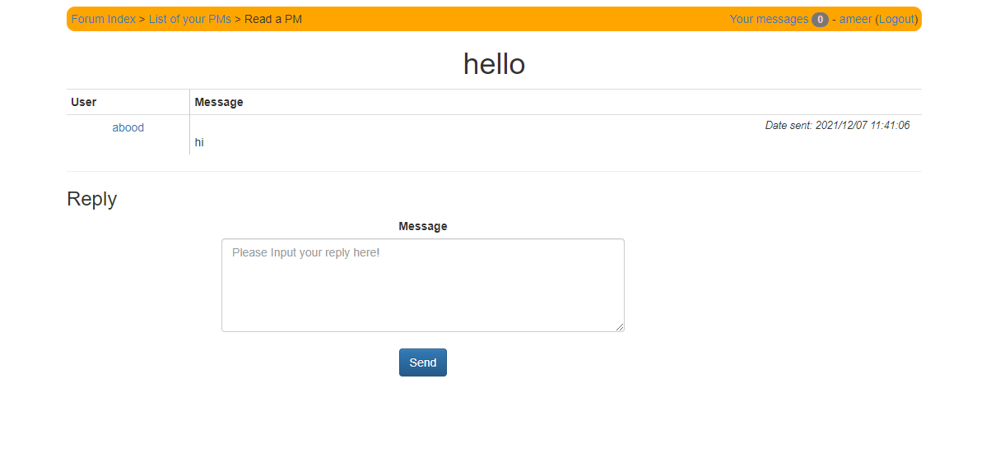 Forum Index > List of your PMs > Read a PM Your messages 0 - ameer (Logout)
hello
User Message
abood Date sent: 2021/12/07 11:41:06
hi
Reply
Message
Please Input your reply here!
Send